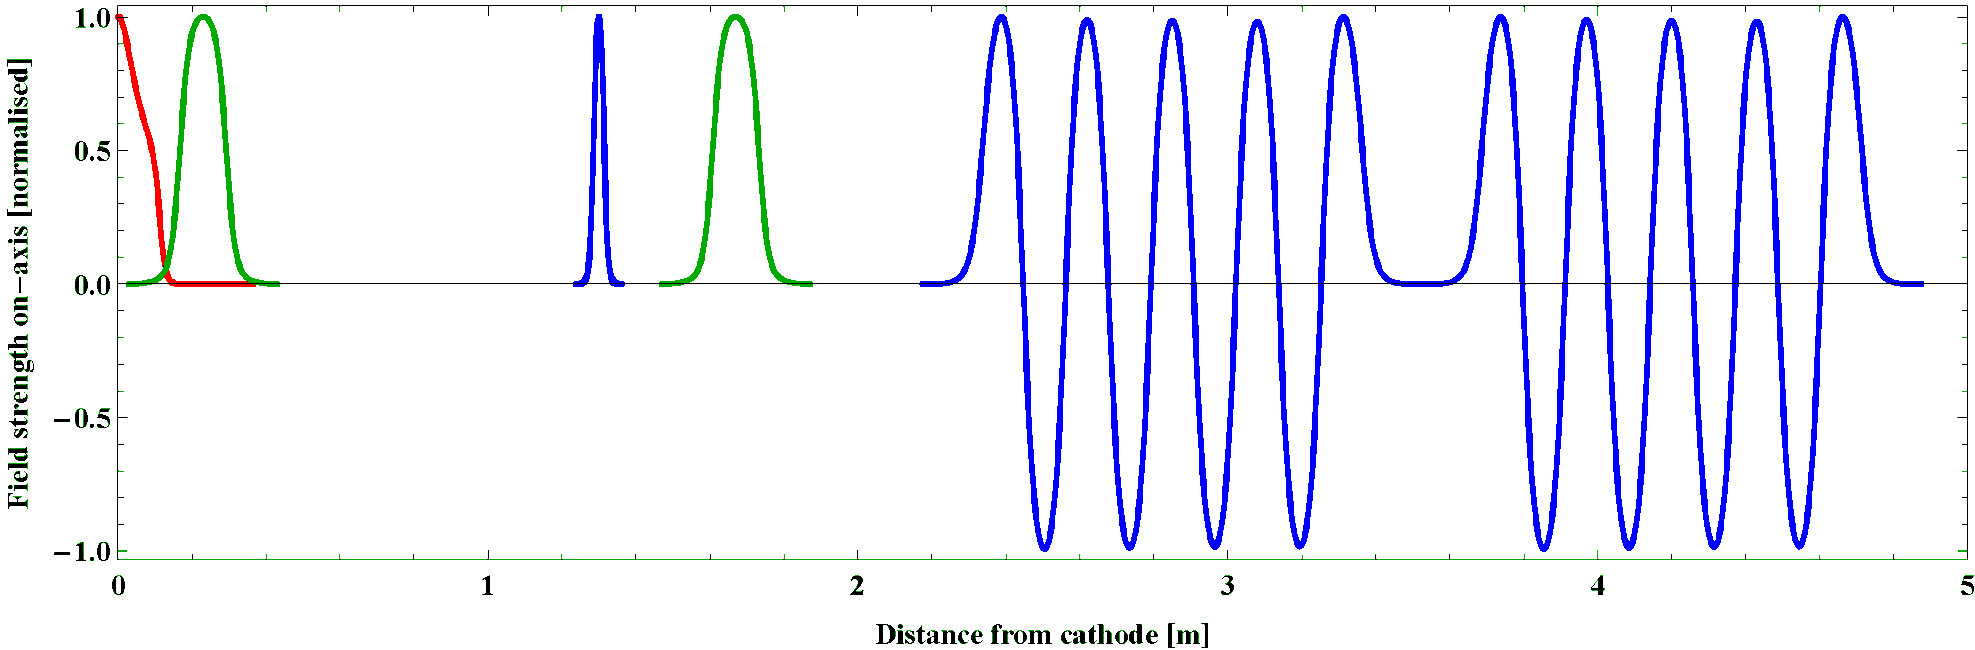 Field strength on-axis [normalised]
1.0
0.5
0.0
-0.5
-1.0
0 1 2 3 4 5
Distance from cathode [m]